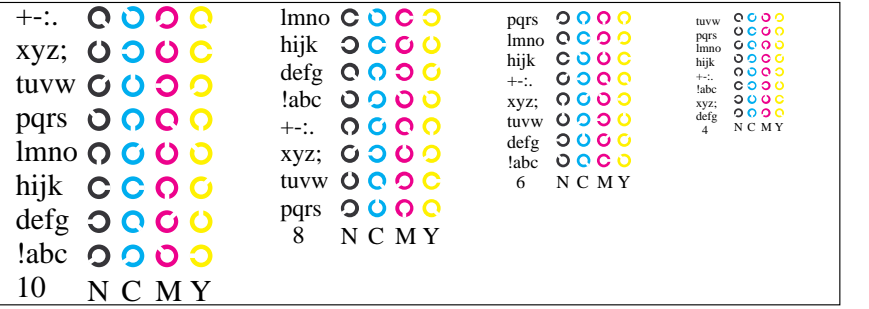 +-:.
xyz;
tuvw
pqrs
lmno
hijk
defg
!abc
10 N C M Y
lmno
hijk
defg
!abc
+-:.
xyz;
tuvw
pqrs
8 N C M Y
pqrs
lmno
hijk
+-:.
xyz;
tuvw
defg
!abc
6 N C M Y
tuvw
pqrs
lmno
hijk
+-:.
!abc
xyz;
defg
4 N C M Y